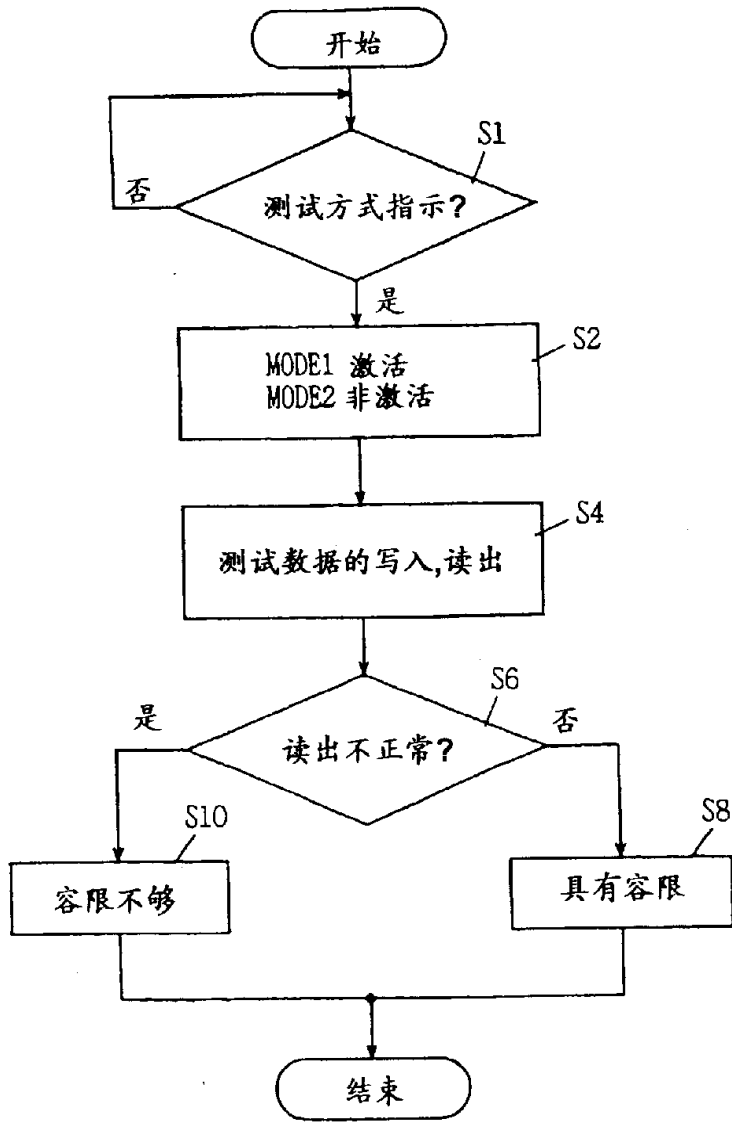 开始
S1
否
测试方式指示?
是
S2
MODE1 激活
MODE2 非激活
S4
测试数据的写入,读出
S6
是
否
读出不正常?
S10
S8
容限不够
具有容限
结束